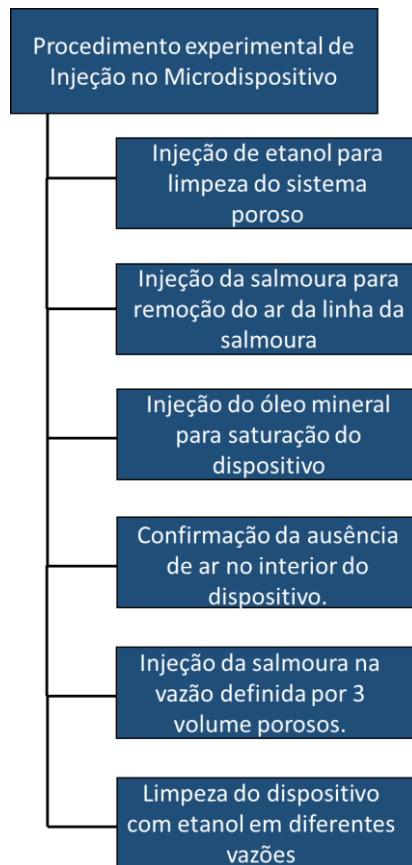 Procedimento experimental de
Injeção no Microdispositivo
Injeção de etanol para
limpeza do sistema
poroso
Injeção da salmoura para
remoção do ar da linha da
salmoura
Injeção do óleo mineral
para saturação do
dispositivo
Confirmação da ausência
de ar no interior do
dispositivo.
Injeção da salmoura na
vazão definida por 3
volume porosos.
Limpeza do dispositivo
com etanol em diferentes
vazões